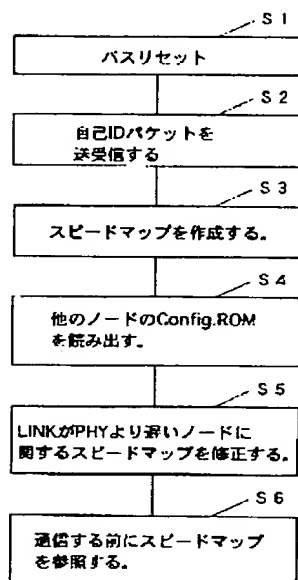 S1
バスリセット
S2
自己IDパケットを
送受信する
S3
スピードマップを作成する。
S4
他のノードのConfig.ROM
を読み出す。
S5
LINKがPHYより遅いノードに
関するスピードマップを修正する。
S6
通信する前にスピードマップ
を参照する。